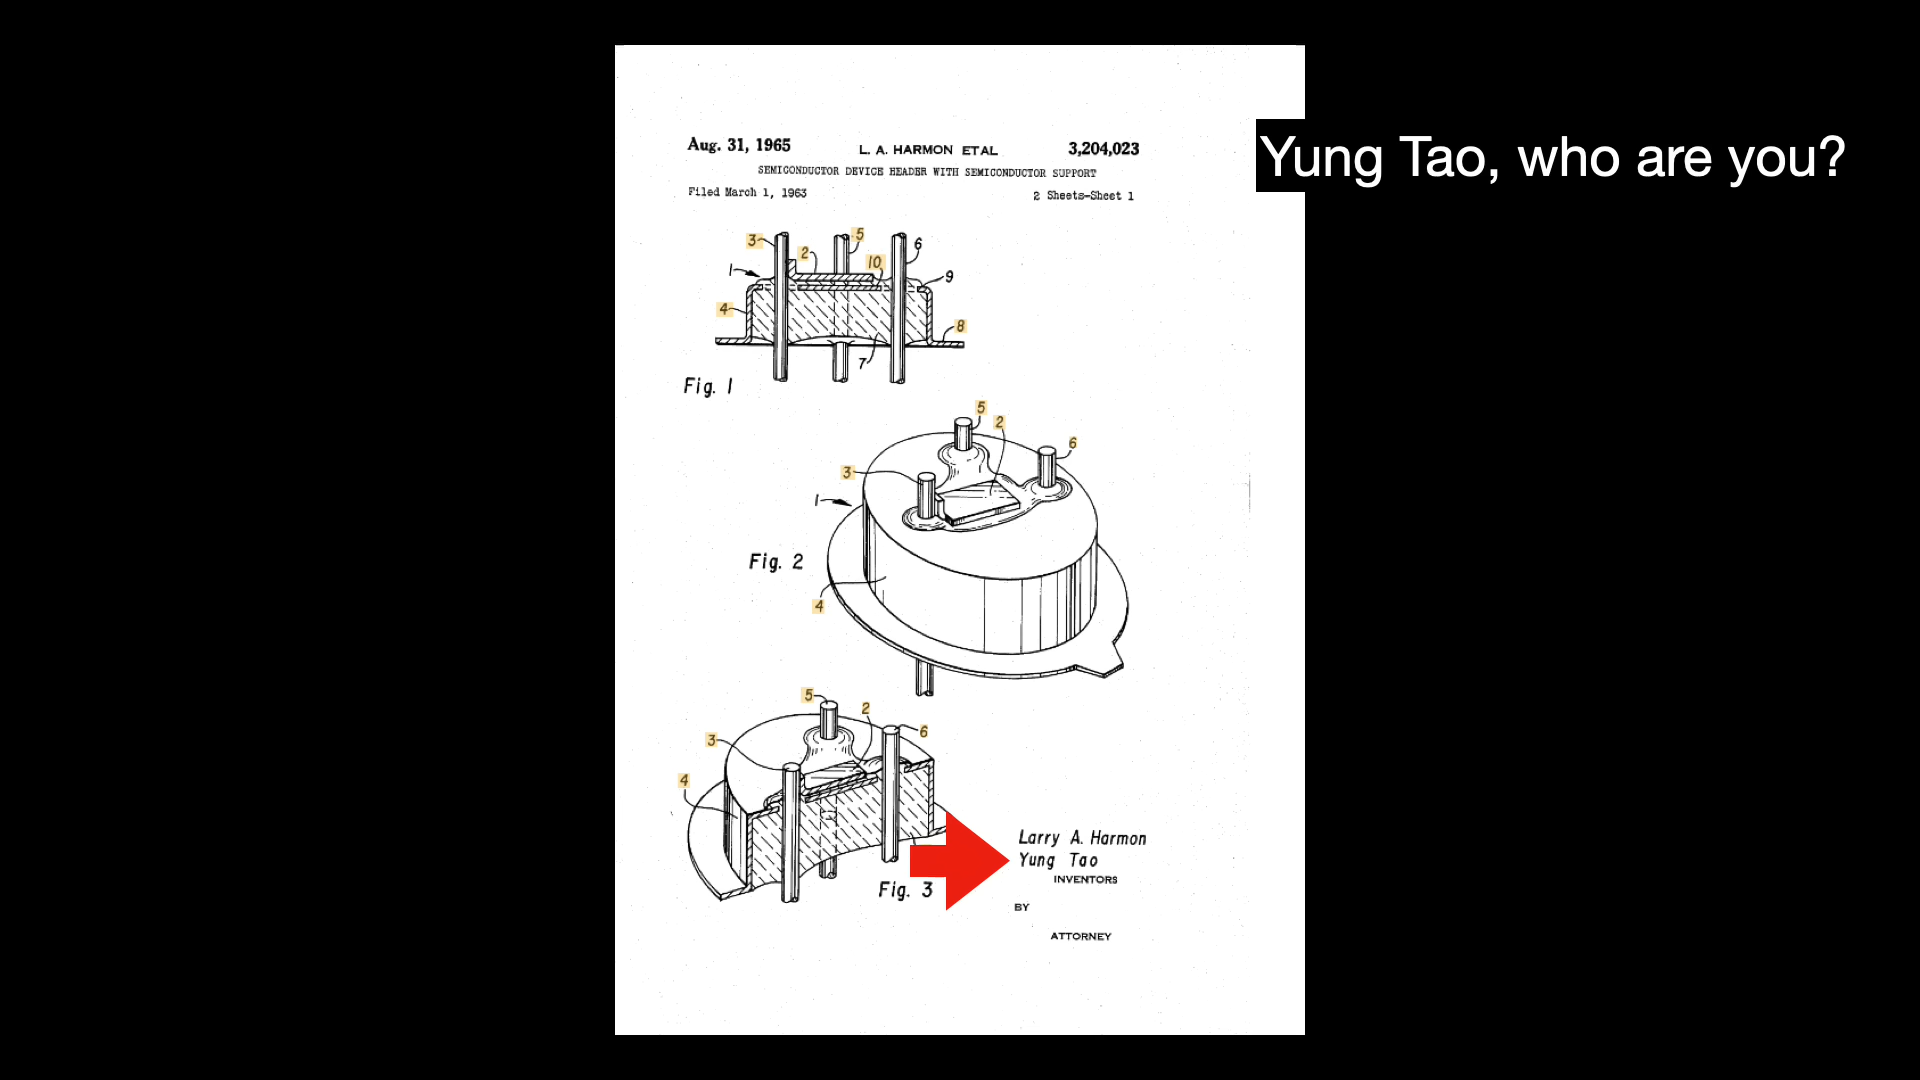 Yung Tao, who are you?
Aug. 31, 1965 L. A. HARMON ETAL 3,204,023
SEMICONDUCTOR DEVICE HEADER WITH SEMICONDUCTOR SUPPORT
Filed March 1, 1963 2 Sheets-Sheet 1
3 5 6
2 10
1 9
4 8
7
Fig. 1
5 2
6
3
1
Fig. 2
4
5 2
3 6
4
Larry A. Harmon
Yung Tao
INVENTORS
Fig. 3
BY
ATTORNEY